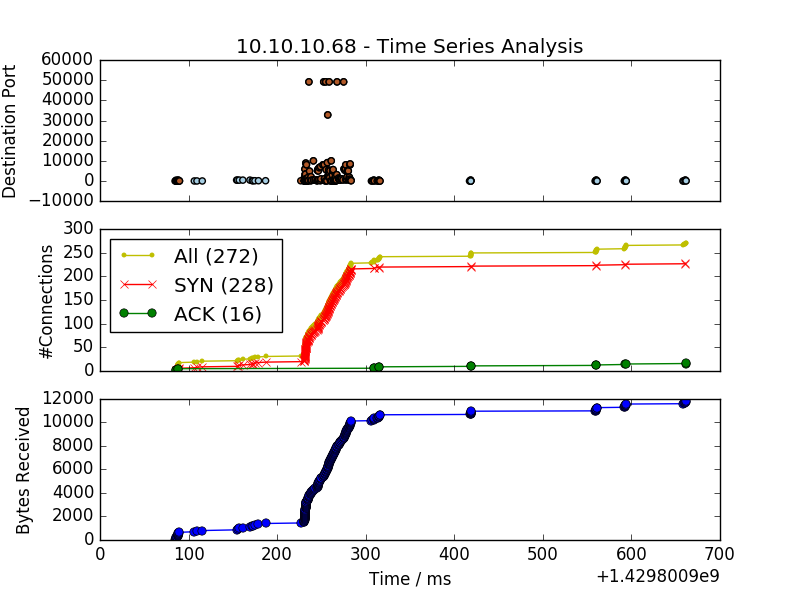 10.10.10.68 - Time Series Analysis
Destination Port
60000
50000
40000
30000
20000
10000
0
−10000
#Connections
300
250
200
150
100
50
0
All (272)
SYN (228)
ACK (16)
Bytes Received
12000
10000
8000
6000
4000
2000
0
0 100 200 300 400 500 600 700
Time / ms
+1.4298009e9